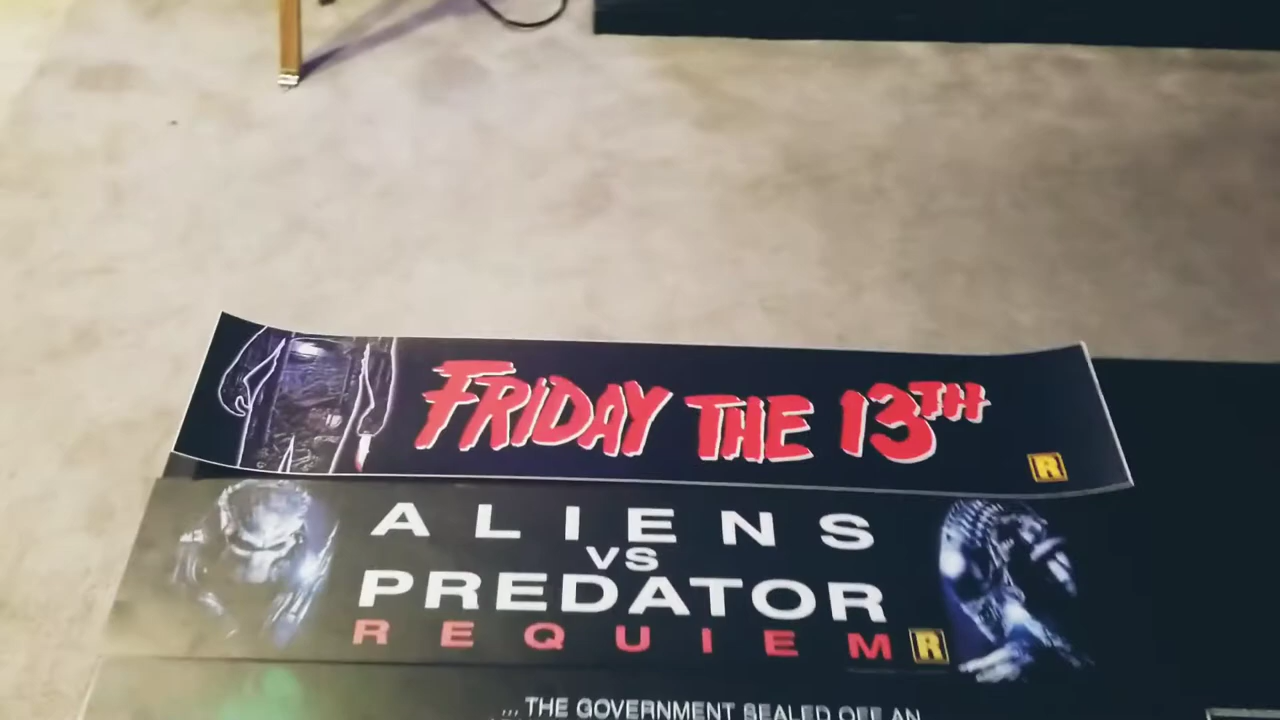 FRIDAY THE 13TH
R
ALIENS
VS
PREDATOR
REQUIEM R
... THE GOVERNMENT SEALED OFF AN